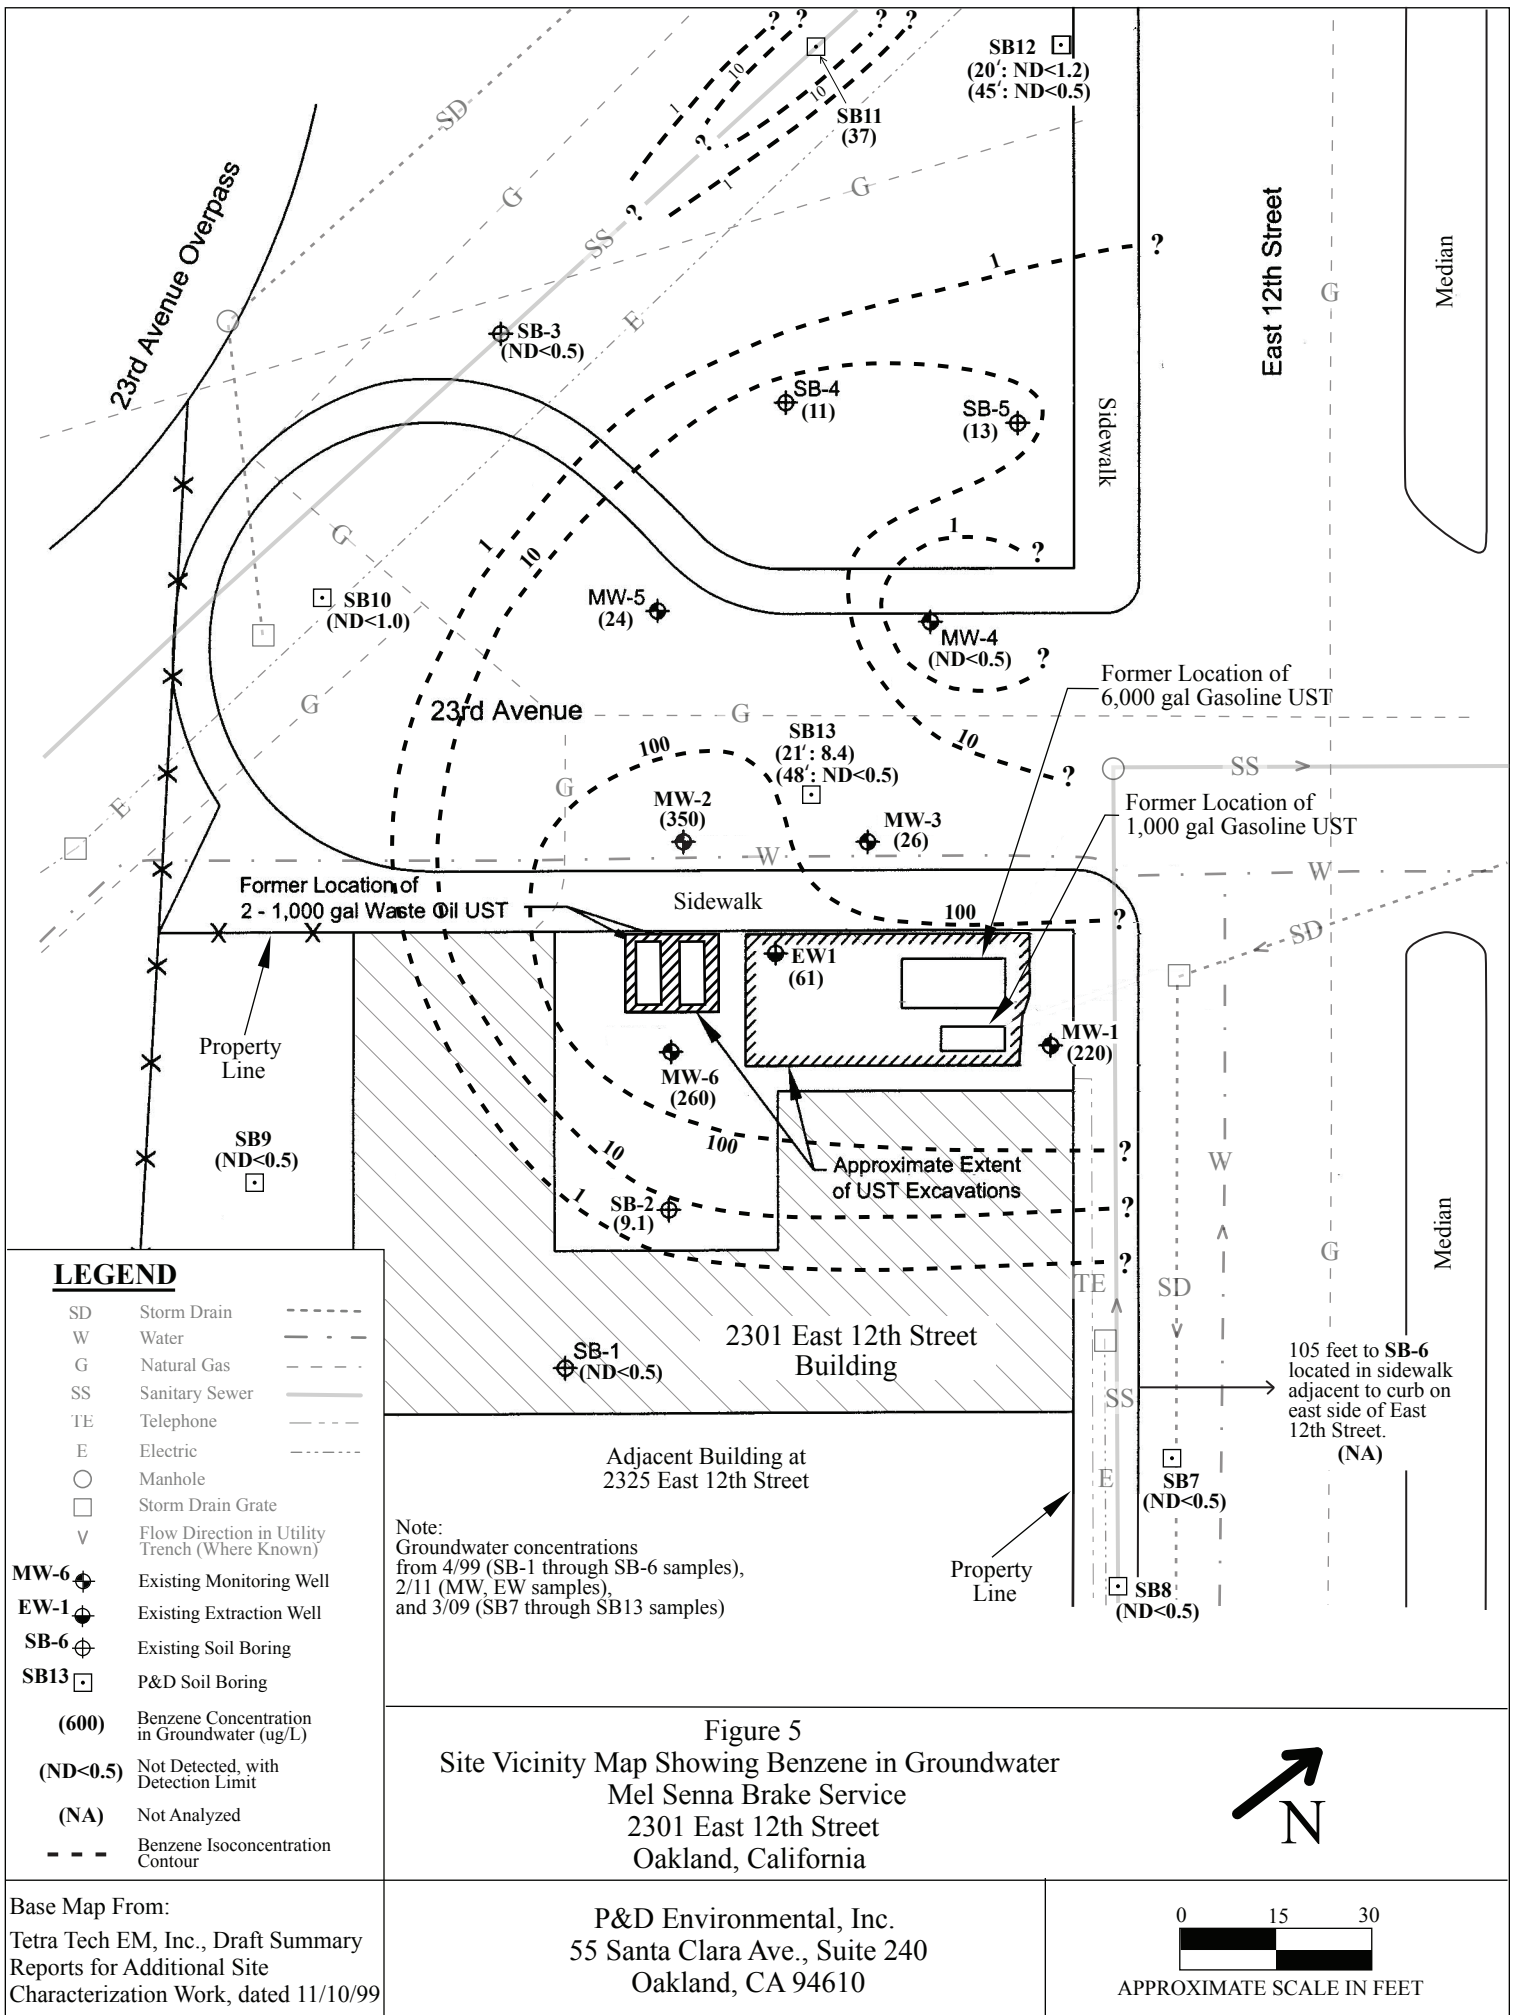 ? ? ? ?
SB12
(20′: ND<1.2)
(45′: ND<0.5)
10
1
10
SD
SB11
(37)
?
1
G
G
?
23rd Avenue Overpass
SS
East 12th Street
Median
1
?
G
E
SB-3
(ND<0.5)
SB-4
(11)
SB-5
(13)
Sidewalk
G
1
10
1
?
SB10
(ND<1.0)
MW-5
(24)
MW-4
(ND<0.5)
?
Former Location of
6,000 gal Gasoline UST
G
23rd Avenue
G
SB13
(21′: 8.4)
(48′: ND<0.5)
100
10
?
SS
G
E
MW-2
(350)
MW-3
(26)
Former Location of
1,000 gal Gasoline UST
W
W
Former Location of
2 - 1,000 gal Waste Oil UST
Sidewalk
100
?
SD
EW1
(61)
Property
Line
MW-6
(260)
MW-1
(220)
SB9
(ND<0.5)
100
?
10
Approximate Extent
of UST Excavations
W
1
SB-2
(9.1)
?
?
G
Median
TE
SD
2301 East 12th Street
Building
SB-1
(ND<0.5)
105 feet to SB-6
located in sidewalk
adjacent to curb on
east side of East
12th Street.
(NA)
SS
Adjacent Building at
2325 East 12th Street
E
SB7
(ND<0.5)
Property
Line
SB8
(ND<0.5)
Note:
Groundwater concentrations
from 4/99 (SB-1 through SB-6 samples),
2/11 (MW, EW samples),
and 3/09 (SB7 through SB13 samples)
LEGEND
SD Storm Drain
W Water
G Natural Gas
SS Sanitary Sewer
TE Telephone
E Electric
Manhole
Storm Drain Grate
Flow Direction in Utility
Trench (Where Known)
MW-6 Existing Monitoring Well
EW-1 Existing Extraction Well
SB-6 Existing Soil Boring
SB13 P&D Soil Boring
(600) Benzene Concentration
in Groundwater (ug/L)
(ND<0.5) Not Detected, with
Detection Limit
(NA) Not Analyzed
Benzene Isoconcentration
Contour
Figure 5
Site Vicinity Map Showing Benzene in Groundwater
Mel Senna Brake Service
2301 East 12th Street
Oakland, California
N
Base Map From:
Tetra Tech EM, Inc., Draft Summary
Reports for Additional Site
Characterization Work, dated 11/10/99
P&D Environmental, Inc.
55 Santa Clara Ave., Suite 240
Oakland, CA 94610
0 15 30
APPROXIMATE SCALE IN FEET